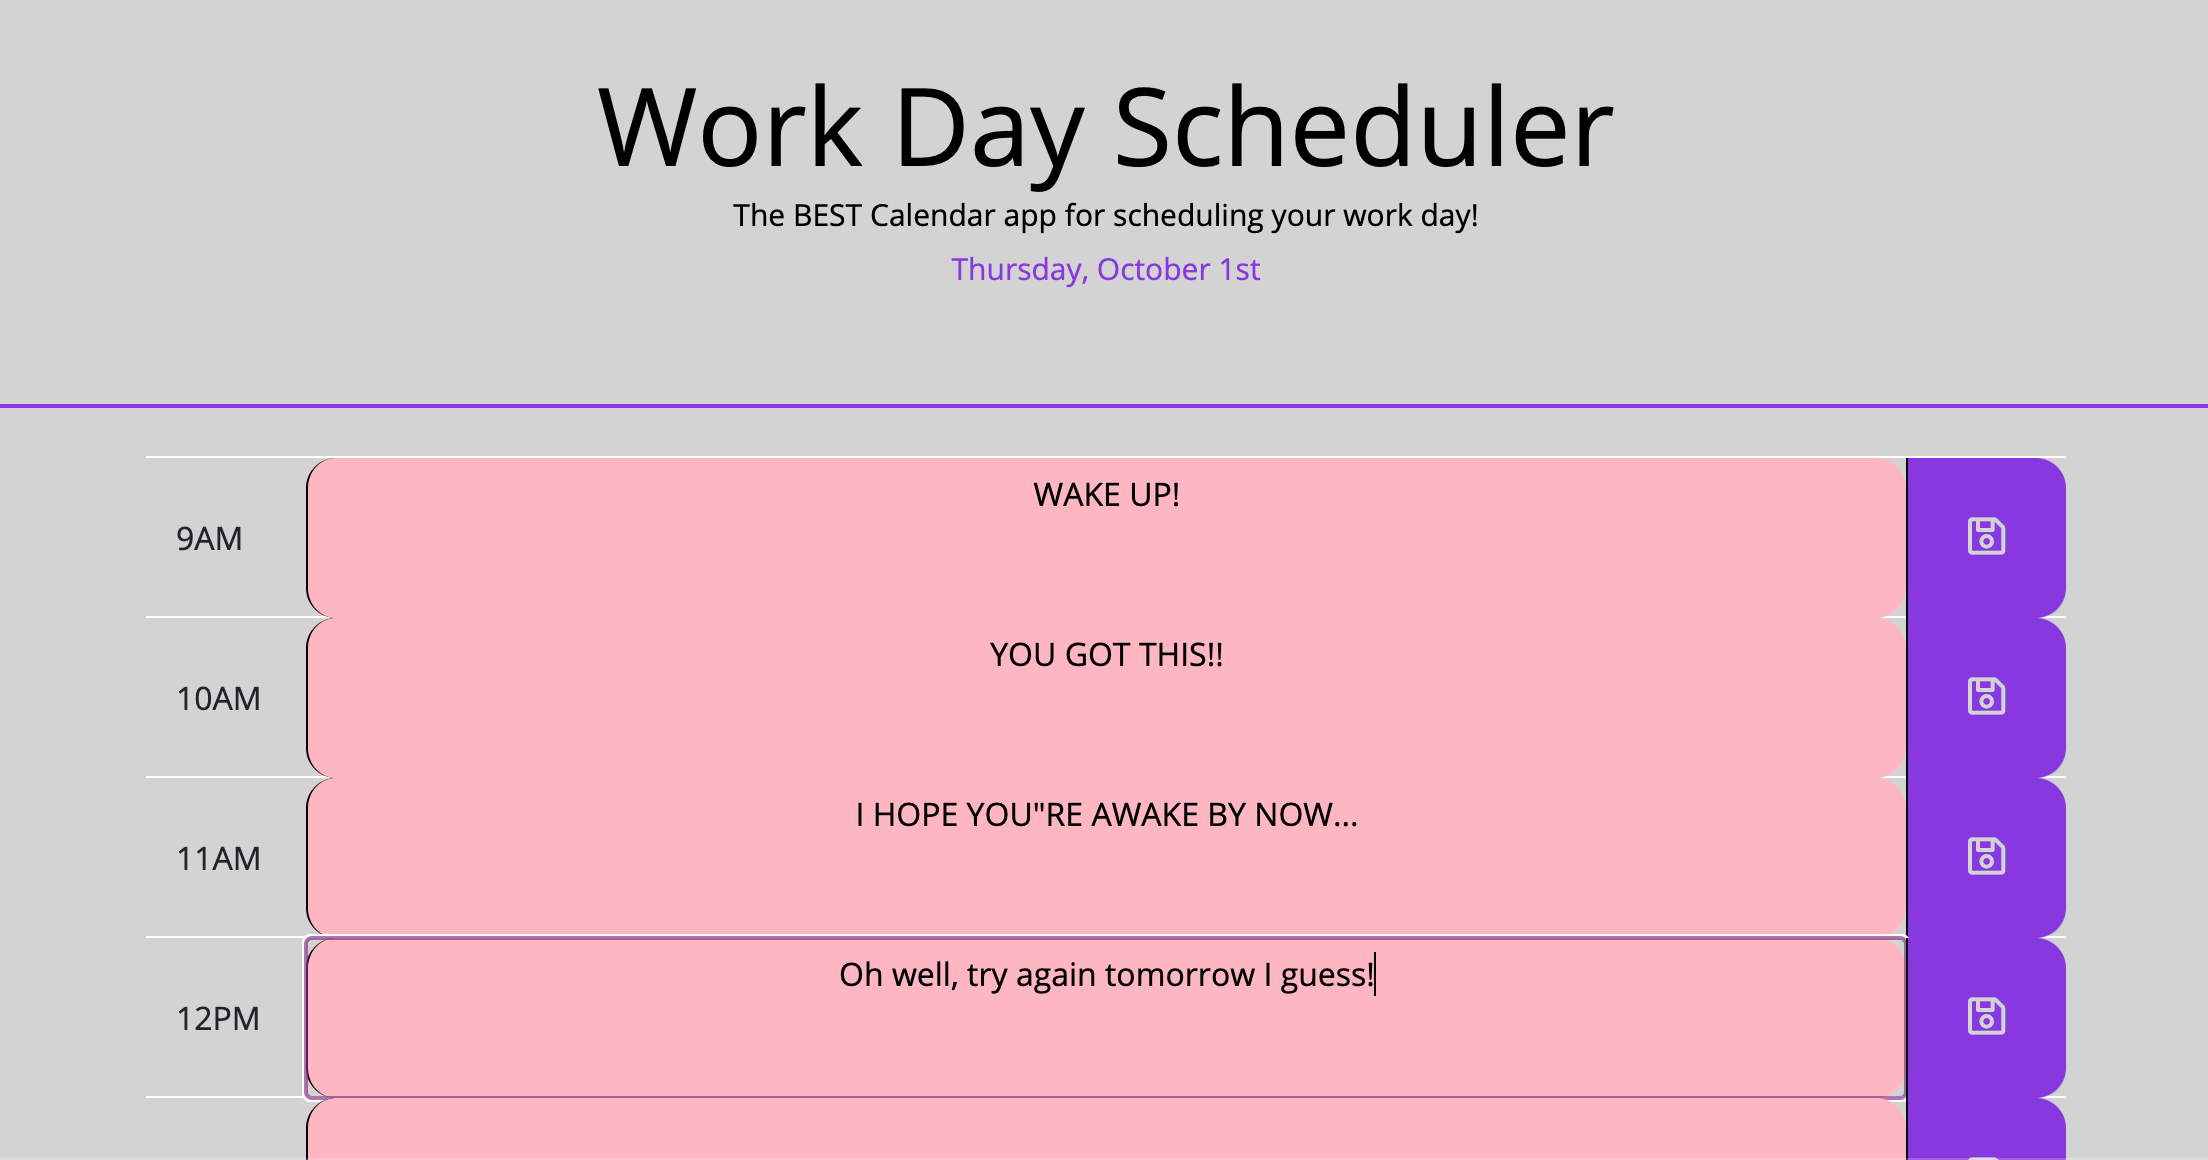 Work Day Scheduler
The BEST Calendar app for scheduling your work day!
Thursday, October 1st
9AM
WAKE UP!
10AM
YOU GOT THIS!!
11AM
I HOPE YOU"RE AWAKE BY NOW...
12PM
Oh well, try again tomorrow I guess!